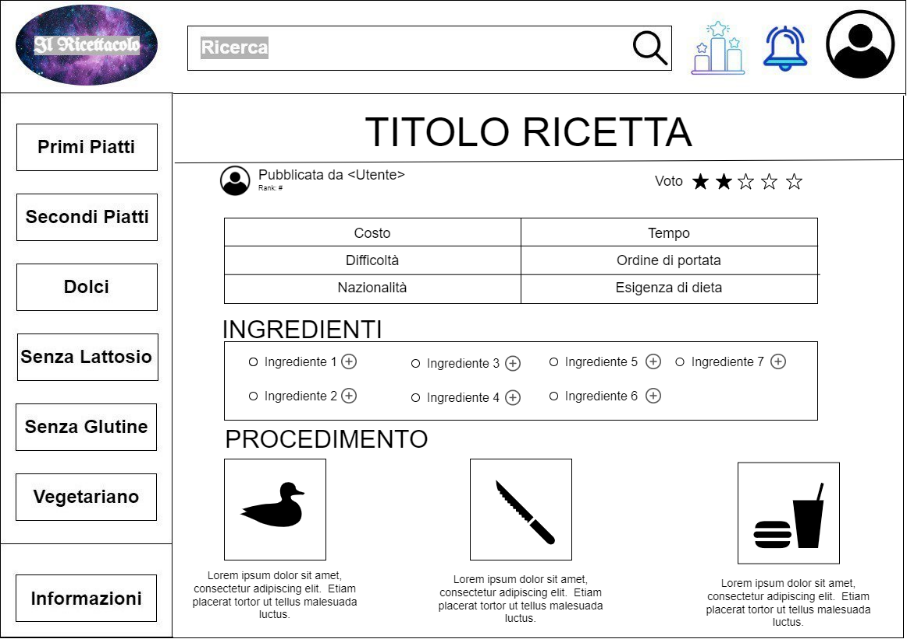 Il Ricettacolo
Ricerca
Primi Piatti
Secondi Piatti
Dolci
Senza Lattosio
Senza Glutine
Vegetariano
Informazioni
TITOLO RICETTA
Pubblicata da <Utente>
Rank: #
Voto
Costo
Tempo
Difficoltà
Ordine di portata
Nazionalità
Esigenza di dieta
INGREDIENTI
Ingrediente 1
Ingrediente 3
Ingrediente 5
Ingrediente 7
Ingrediente 2
Ingrediente 4
Ingrediente 6
PROCEDIMENTO
Lorem ipsum dolor sit amet,
consectetur adipiscing elit.  Etiam
placerat tortor ut tellus malesuada
luctus.
Lorem ipsum dolor sit amet,
consectetur adipiscing elit.  Etiam
placerat tortor ut tellus malesuada
luctus.
Lorem ipsum dolor sit amet,
consectetur adipiscing elit.  Etiam
placerat tortor ut tellus malesuada
luctus.